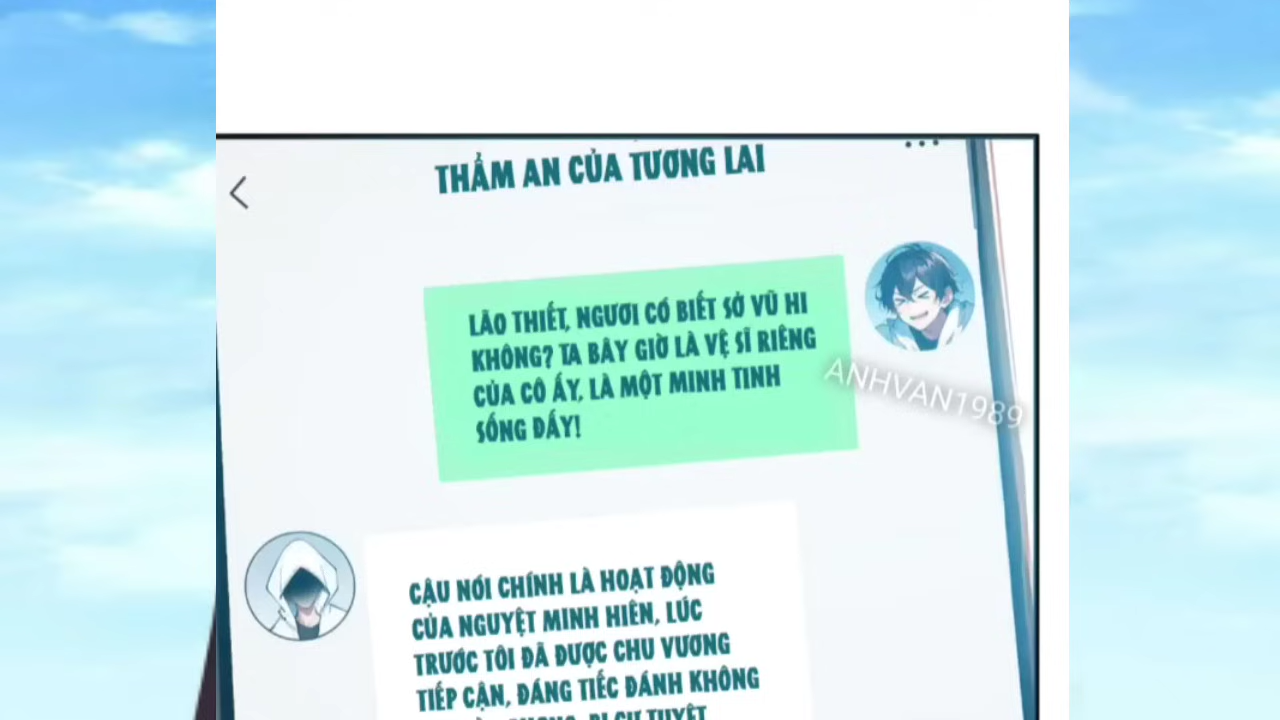 THẨM AN CỦA TƯƠNG LAI
LÃO THIẾT, NGƯƠI CÓ BIẾT SỞ VŨ HI
KHÔNG? TA BÂY GIỜ LÀ VỆ SĨ RIÊNG
CỦA CÔ ẤY, LÀ MỘT MINH TINH
SỐNG ĐẤY!
ANHVAN1989
CẬU NÓI CHÍNH LÀ HOẠT ĐỘNG
CỦA NGUYỆT MINH HIÊN, LÚC
TRƯỚC TÔI ĐÃ ĐƯỢC CHU VƯƠNG
TIẾP CẬN, ĐÁNG TIẾC ĐÁNH KHÔNG